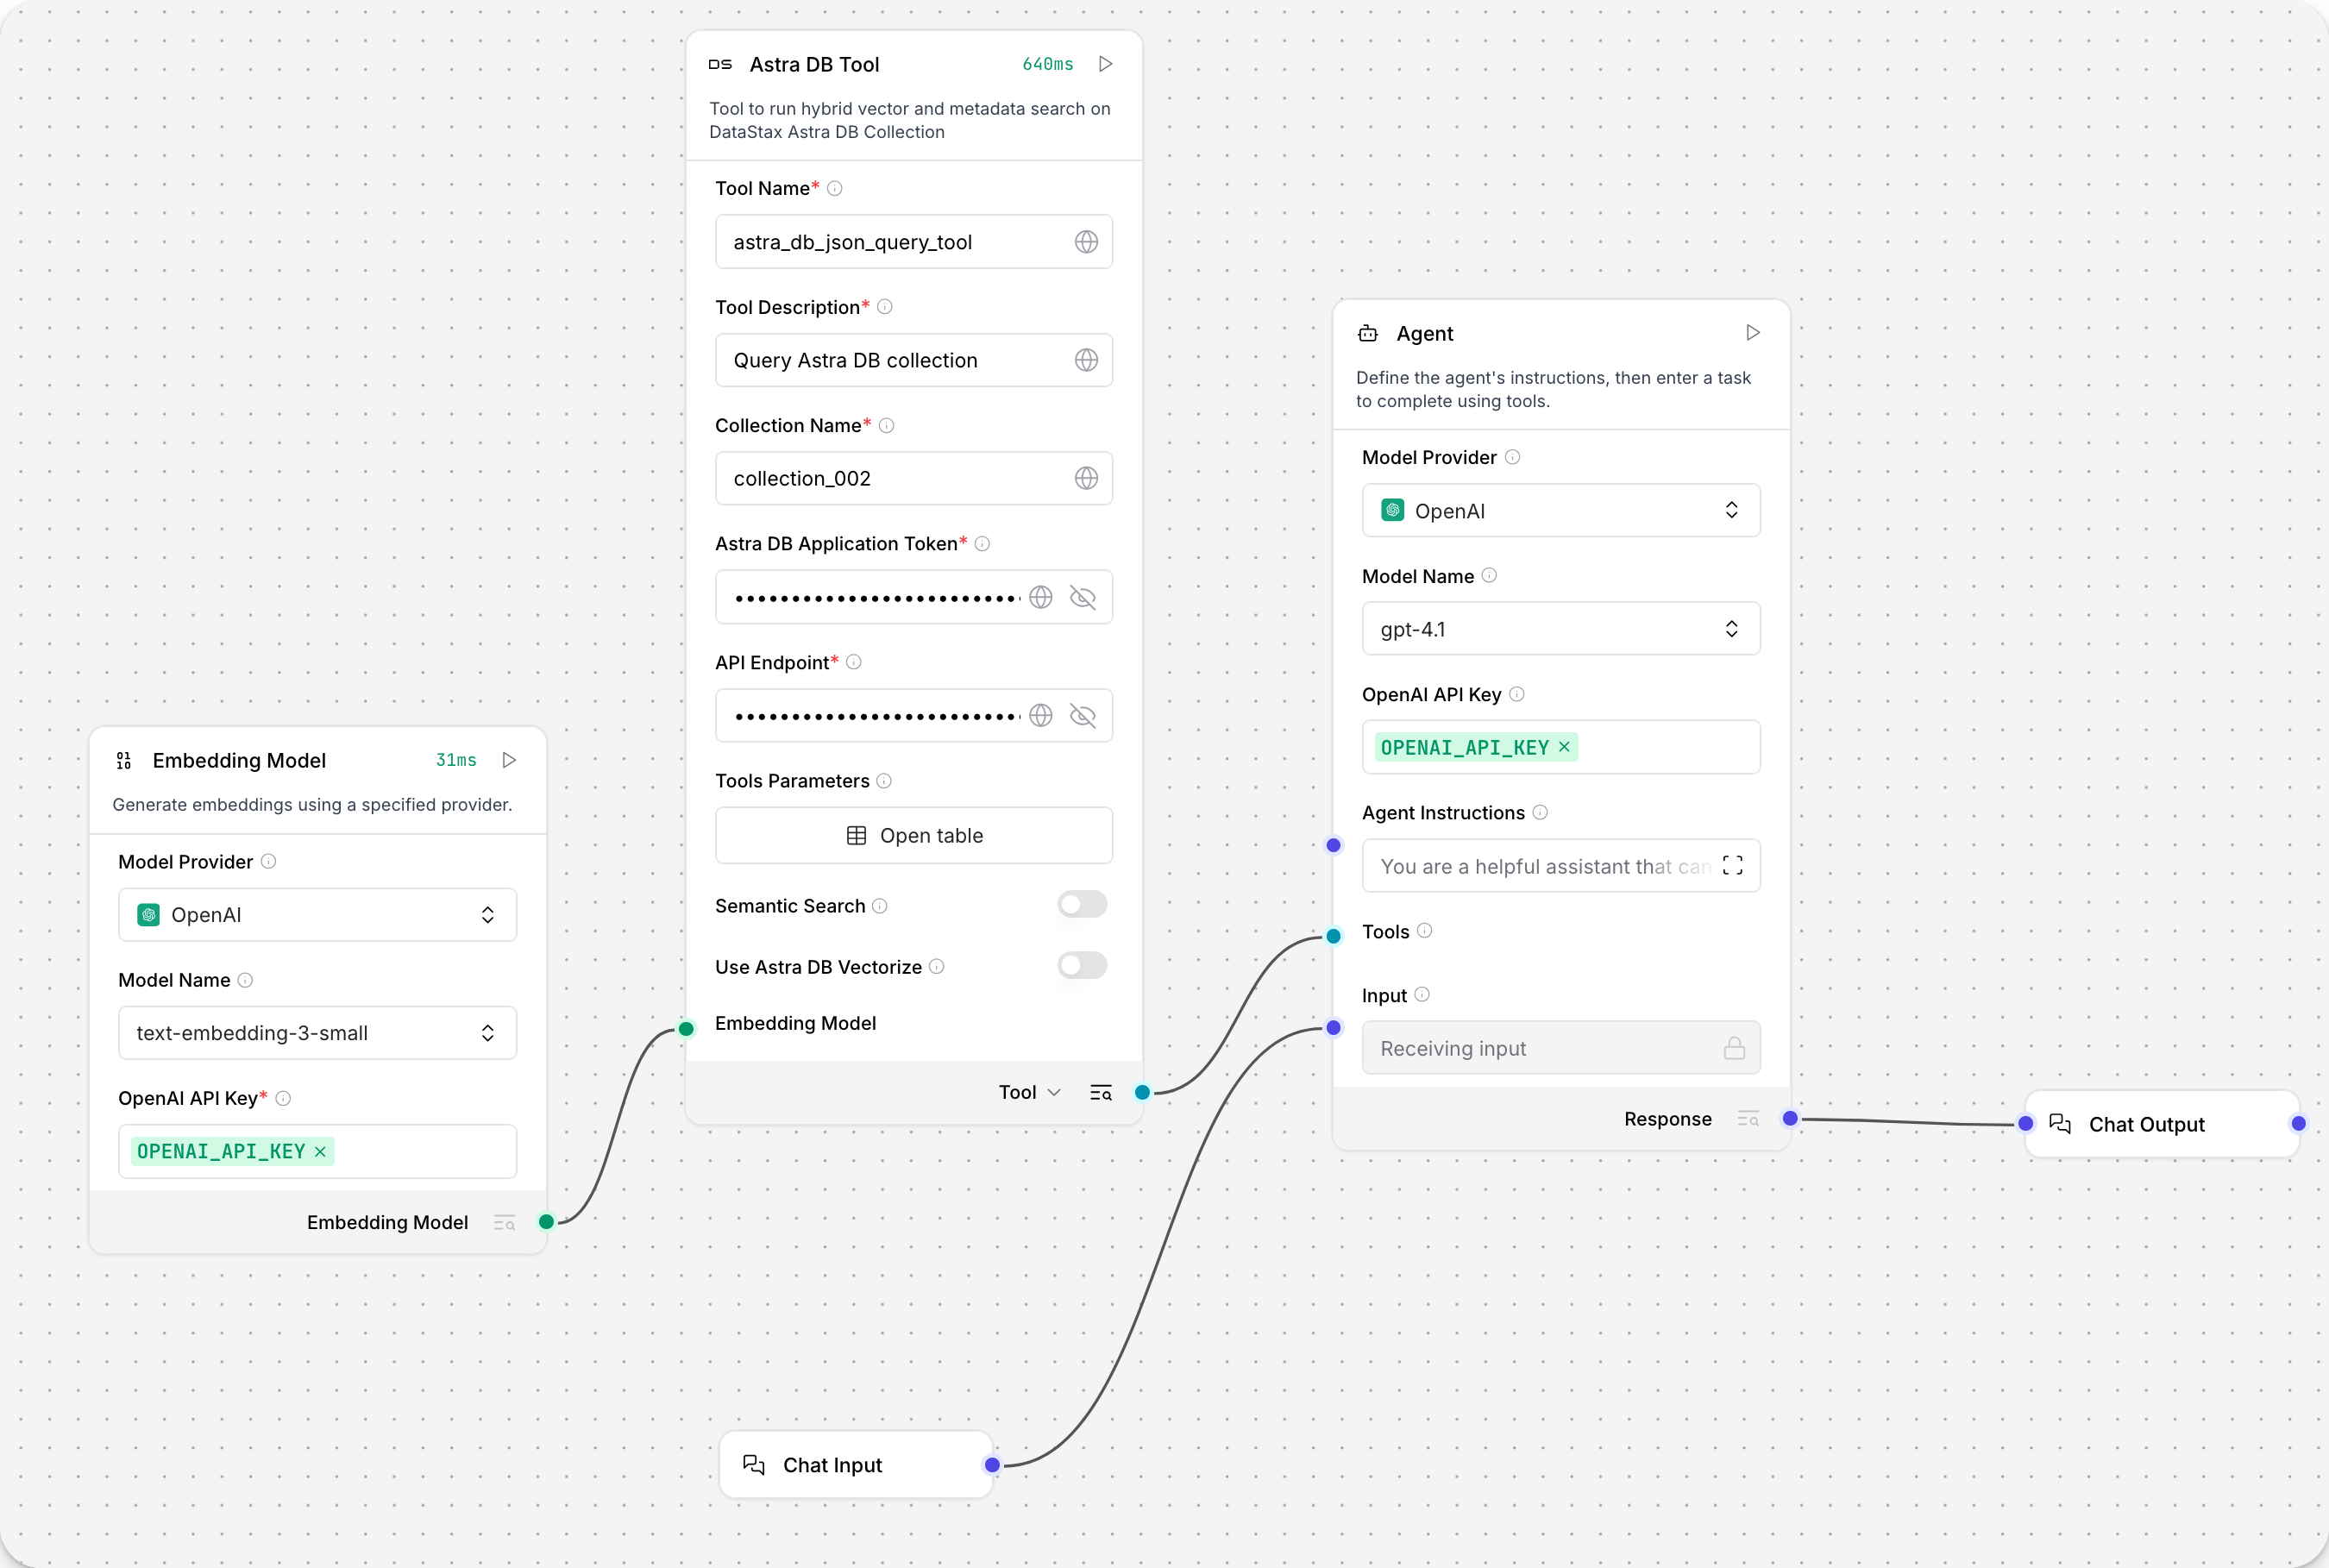 Astra DB Tool 640ms
Tool to run hybrid vector and metadata search on
DataStax Astra DB Collection
Tool Name*
astra_db_json_query_tool
Tool Description*
Query Astra DB collection
Collection Name*
collection_002
Astra DB Application Token*
API Endpoint*
Tools Parameters
Open table
Semantic Search
Use Astra DB Vectorize
Embedding Model
Tool
Embedding Model 31ms
Generate embeddings using a specified provider.
Model Provider
OpenAI
Model Name
text-embedding-3-small
OpenAI API Key*
OPENAI_API_KEY
Embedding Model
Chat Input
Agent
Define the agent's instructions, then enter a task
to complete using tools.
Model Provider
OpenAI
Model Name
gpt-4.1
OpenAI API Key
OPENAI_API_KEY
Agent Instructions
You are a helpful assistant that can
Tools
Input
Receiving input
Response
Chat Output